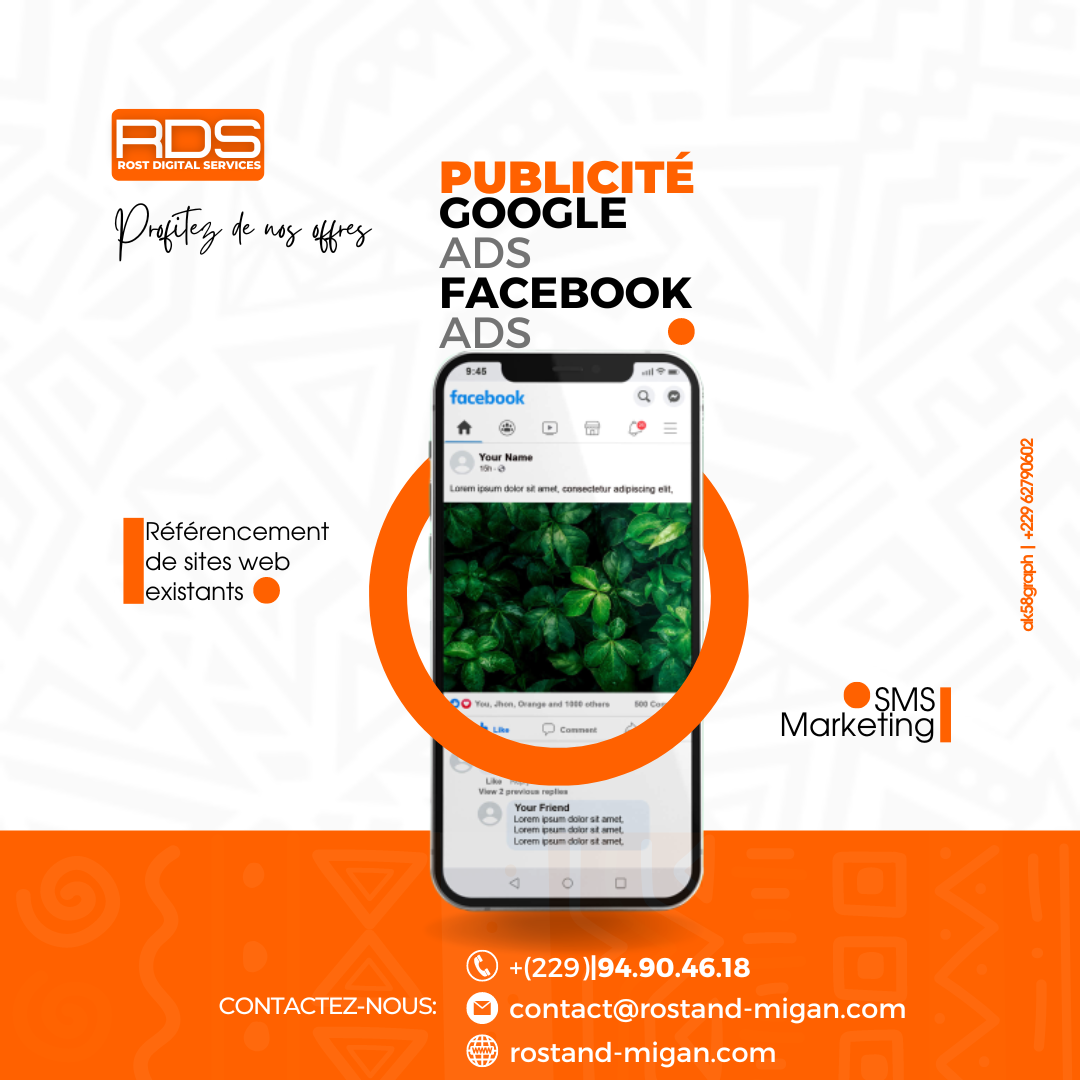 RDS
ROST DIGITAL SERVICES
Profitez de nos offres
PUBLICITÉ
GOOGLE
ADS
FACEBOOK
ADS
9:45
facebook
Your Name
16h
Lorem ipsum dolor sit amet, consectetur adipiscing elit,
You, Jhon, Orange and 1000 others
500
Like
Comment
Like
View 2 previous replies
Your Friend
Lorem ipsum dolor sit amet,
Lorem ipsum dolor sit amet,
Lorem ipsum dolor sit amet,
Référencement
de sites web
existants
SMS
Marketing
ak58graph | +229 62790602
CONTACTEZ-NOUS:
+(229)|94.90.46.18
contact@rostand-migan.com
rostand-migan.com